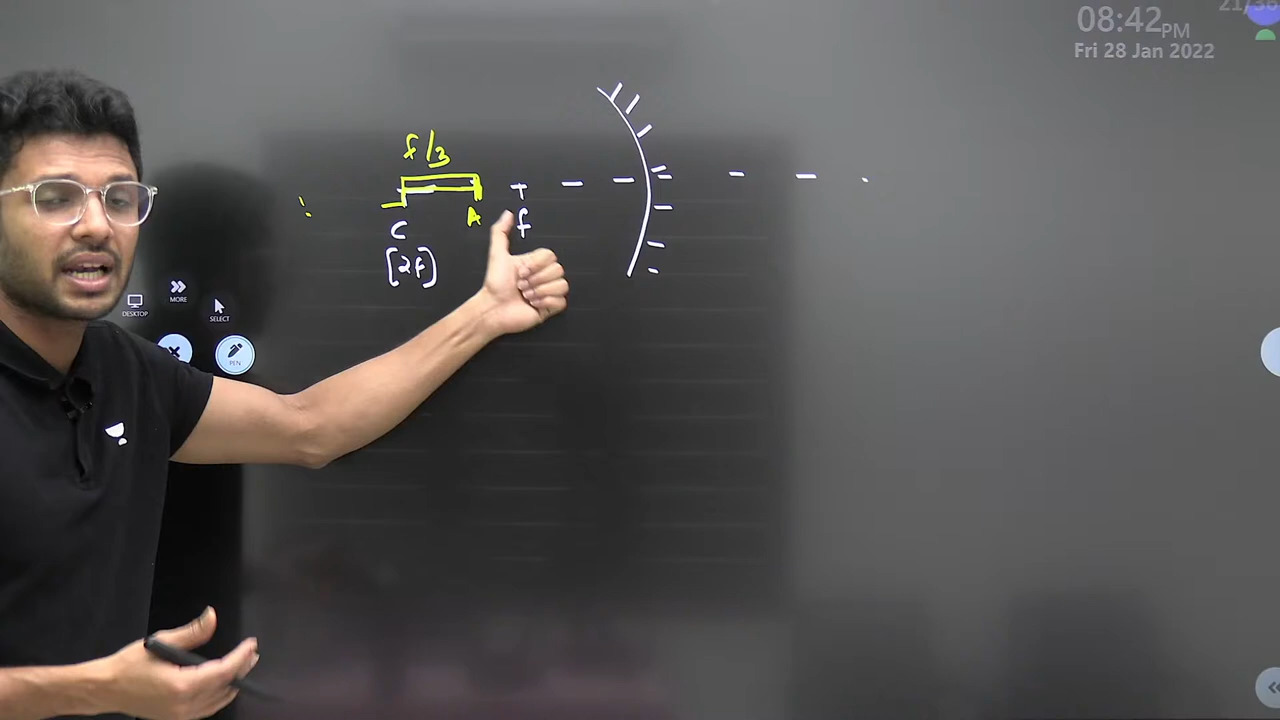 08:42PM
Fri 28 Jan 2022
f/3
C
A
f
[2f]
DESKTOP
MORE
SELECT
PEN